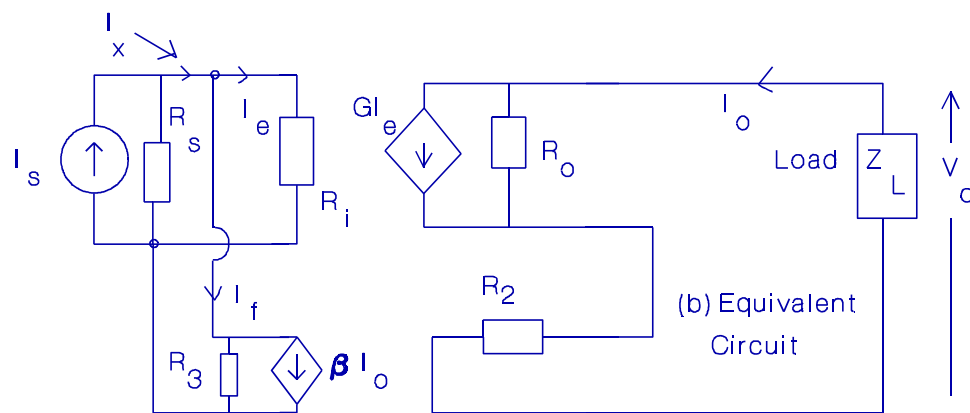 I x
I s
R s
I e
R i
I f
R 3
β I o
GI e
R o
I o
Load
Z L
V o
R 2
(b) Equivalent
Circuit